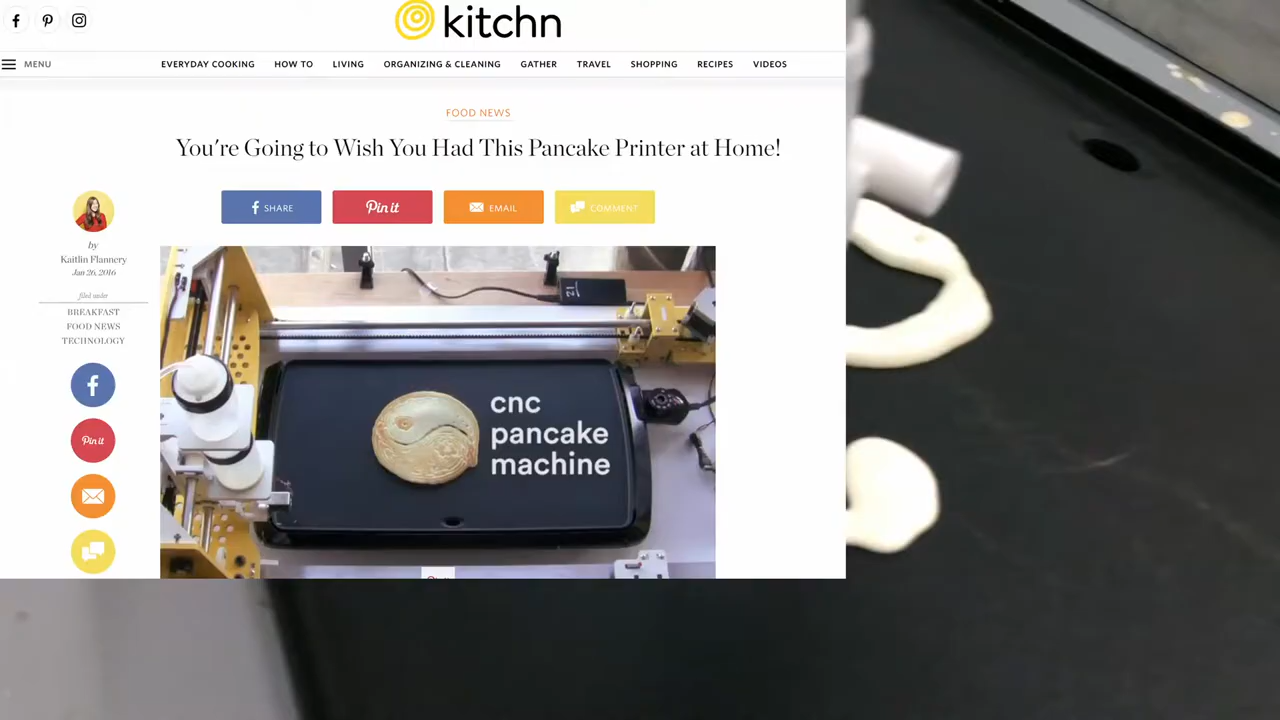 kitchn
MENU
EVERYDAY COOKING HOW TO LIVING ORGANIZING & CLEANING GATHER TRAVEL SHOPPING RECIPES VIDEOS
FOOD NEWS
You're Going to Wish You Had This Pancake Printer at Home!
SHARE
Pin it
EMAIL
COMMENT
by
Kaitlin Flannery
Jan 26, 2016
filed under
BREAKFAST
FOOD NEWS
TECHNOLOGY
Pin it
cnc
pancake
machine